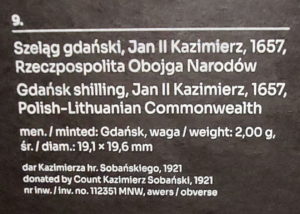 9.
Szeląg gdański, Jan II Kazimierz, 1657,
Rzeczpospolita Obojga Narodów
Gdańsk shilling, Jan II Kazimierz, 1657,
Polish-Lithuanian Commonwealth
men. / minted: Gdańsk, waga / weight: 2,00 g,
śr. / diam.: 19,1 × 19,6 mm
dar Kazimierza hr. Sobańskiego, 1921
donated by Count Kazimierz Sobański, 1921
nr inw. / inv. no. 112351 MNW, awers / obverse